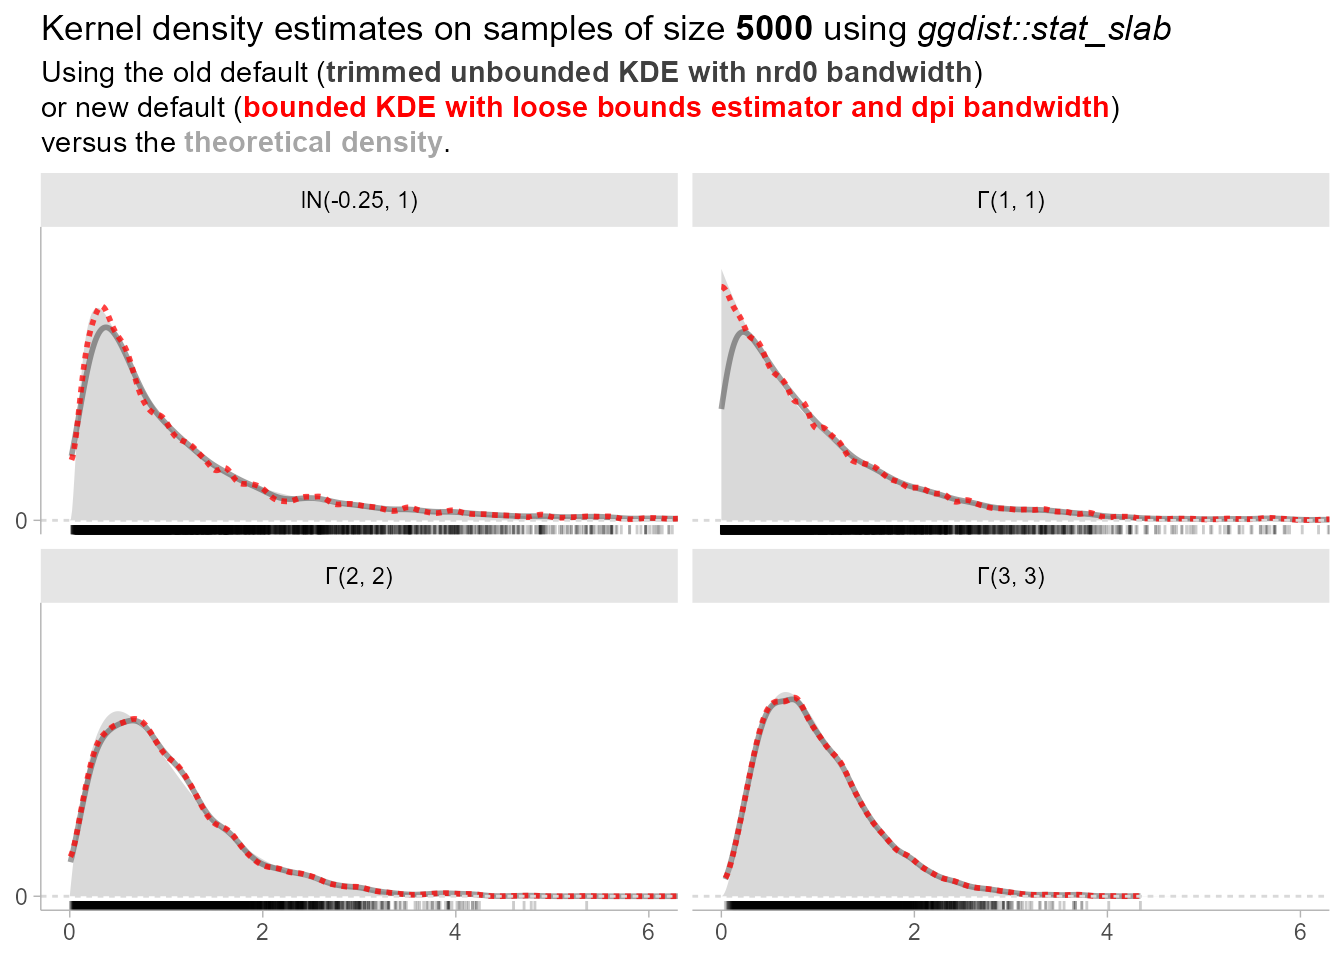 Kernel density estimates on samples of size 5000 using ggdist::stat_slab
Using the old default (trimmed unbounded KDE with nrd0 bandwidth)
or new default (bounded KDE with loose bounds estimator and dpi bandwidth)
versus the theoretical density.
lN(-0.25, 1)
Γ(1, 1)
0
Γ(2, 2)
Γ(3, 3)
0
0 2 4 6
0 2 4 6